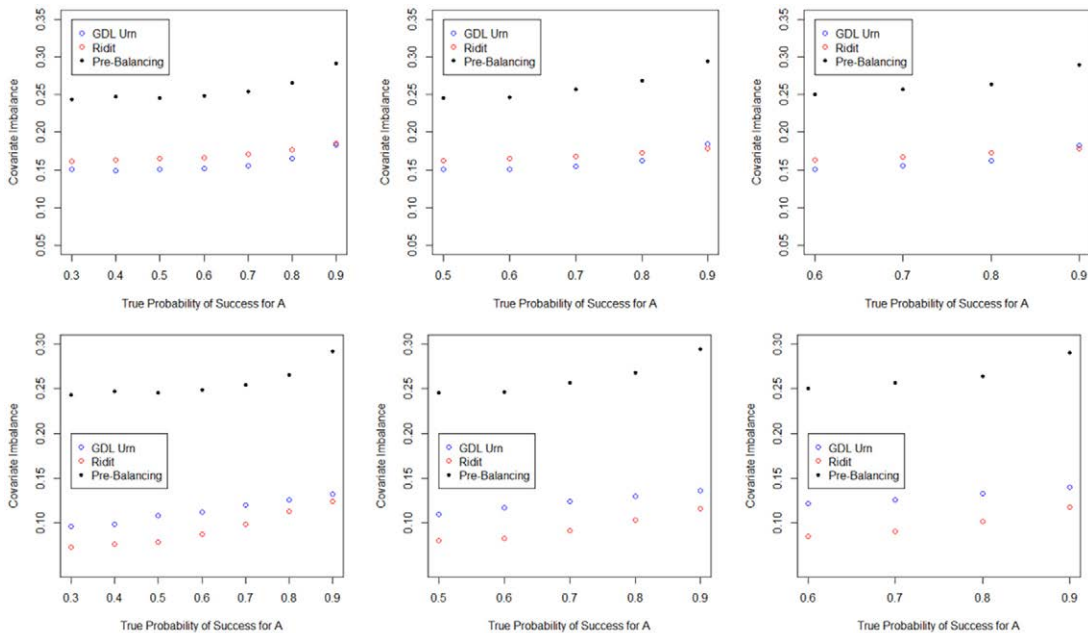 GDL Urn
Ridit
Pre-Balancing
Covariate Imbalance
0.05 0.10 0.15 0.20 0.25 0.30 0.35
0.3 0.4 0.5 0.6 0.7 0.8 0.9
True Probability of Success for A
GDL Urn
Ridit
Pre-Balancing
Covariate Imbalance
0.05 0.10 0.15 0.20 0.25 0.30 0.35
0.5 0.6 0.7 0.8 0.9
True Probability of Success for A
GDL Urn
Ridit
Pre-Balancing
Covariate Imbalance
0.05 0.10 0.15 0.20 0.25 0.30 0.35
0.6 0.7 0.8 0.9
True Probability of Success for A
GDL Urn
Ridit
Pre-Balancing
Covariate Imbalance
0.10 0.15 0.20 0.25 0.30
0.3 0.4 0.5 0.6 0.7 0.8 0.9
True Probability of Success for A
GDL Urn
Ridit
Pre-Balancing
Covariate Imbalance
0.10 0.15 0.20 0.25 0.30
0.5 0.6 0.7 0.8 0.9
True Probability of Success for A
GDL Urn
Ridit
Pre-Balancing
Covariate Imbalance
0.10 0.15 0.20 0.25 0.30
0.6 0.7 0.8 0.9
True Probability of Success for A